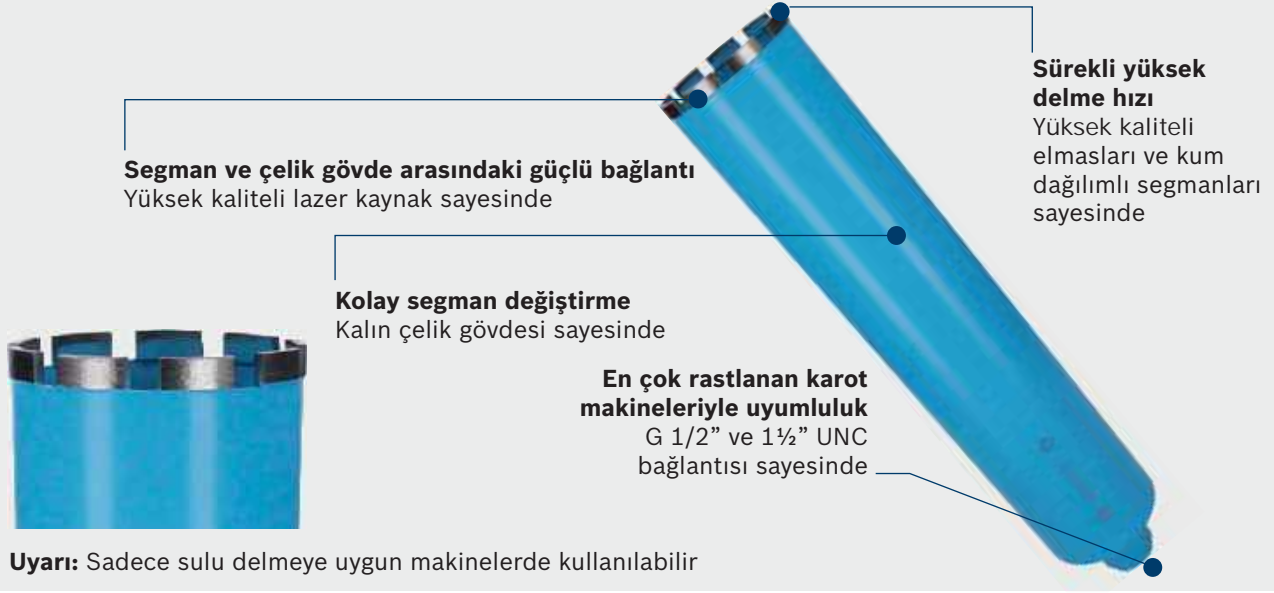 Sürekli yüksek
delme hızı
Yüksek kaliteli
elmasları ve kum
dağılımlı segmanları
sayesinde
Segman ve çelik gövde arasındaki güçlü bağlantı
Yüksek kaliteli lazer kaynak sayesinde
Kolay segman değiştirme
Kalın çelik gövdesi sayesinde
En çok rastlanan karot
makineleriyle uyumluluk
G 1/2” ve 1½” UNC
bağlantısı sayesinde
Uyarı: Sadece sulu delmeye uygun makinelerde kullanılabilir